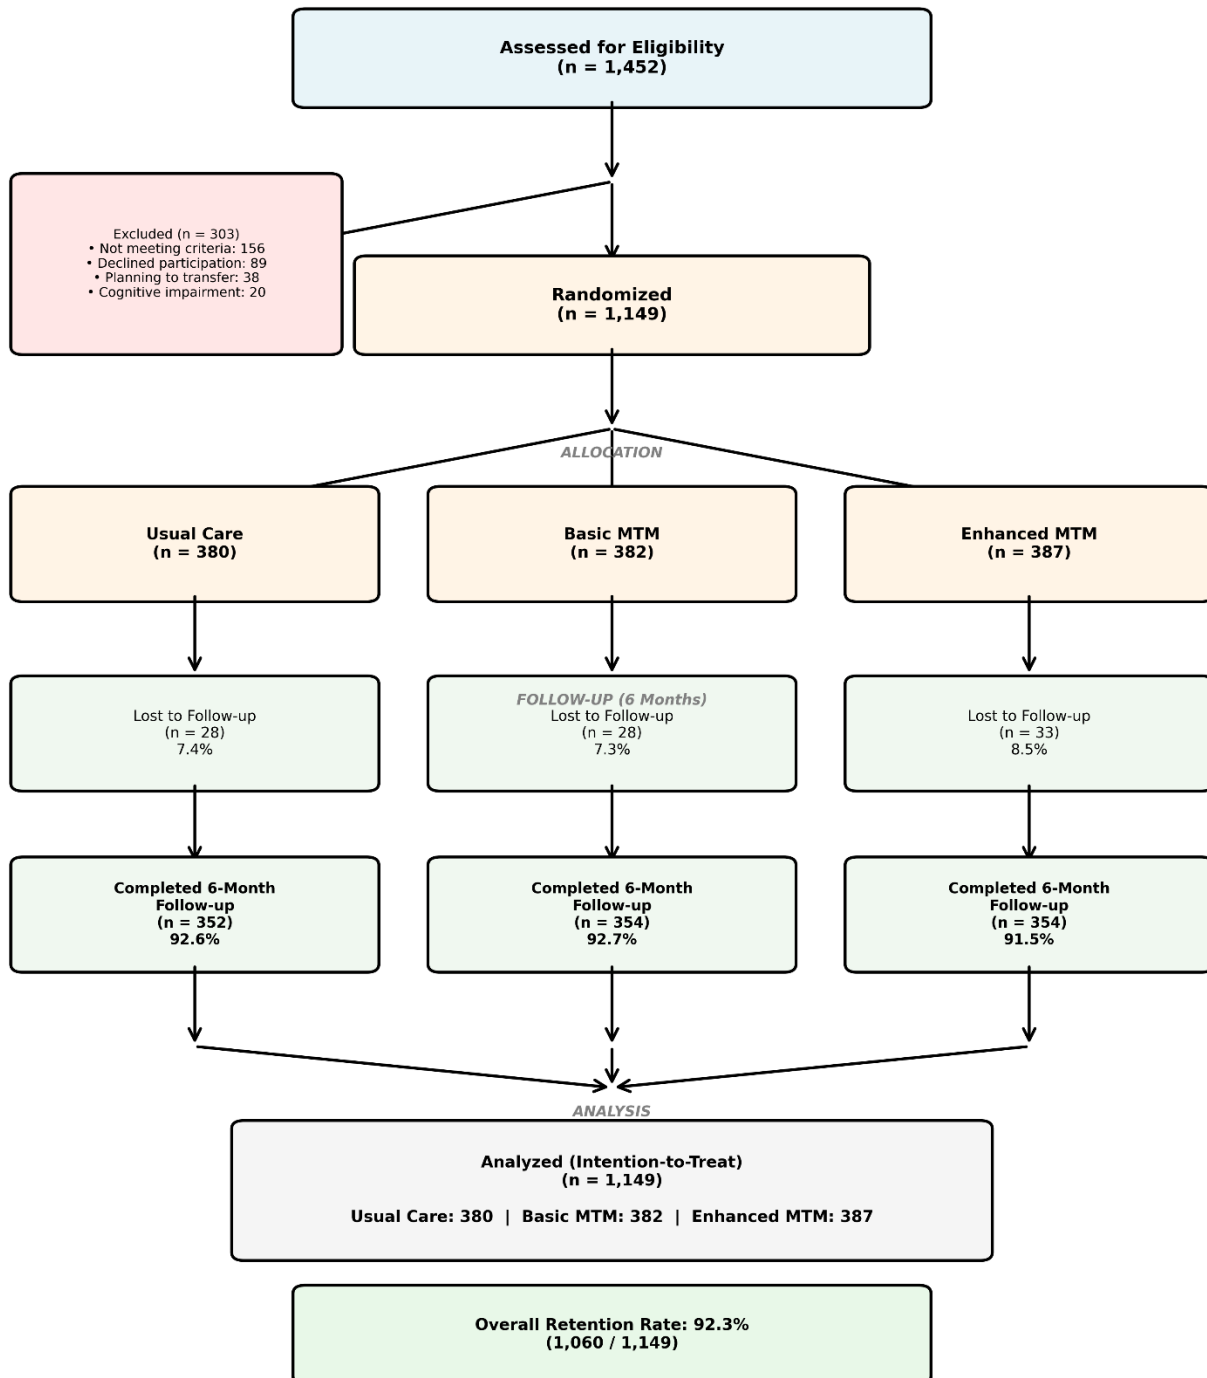 Assessed for Eligibility
(n = 1,452)
Excluded (n = 303)
• Not meeting criteria: 156
• Declined participation: 89
• Planning to transfer: 38
• Cognitive impairment: 20
Randomized
(n = 1,149)
ALLOCATION
Usual Care
(n = 380)
Basic MTM
(n = 382)
Enhanced MTM
(n = 387)
FOLLOW-UP (6 Months)
Lost to Follow-up
(n = 28)
7.4%
Lost to Follow-up
(n = 28)
7.3%
Lost to Follow-up
(n = 33)
8.5%
Completed 6-Month
Follow-up
(n = 352)
92.6%
Completed 6-Month
Follow-up
(n = 354)
92.7%
Completed 6-Month
Follow-up
(n = 354)
91.5%
ANALYSIS
Analyzed (Intention-to-Treat)
(n = 1,149)
Usual Care: 380 | Basic MTM: 382 | Enhanced MTM: 387
Overall Retention Rate: 92.3%
(1,060 / 1,149)